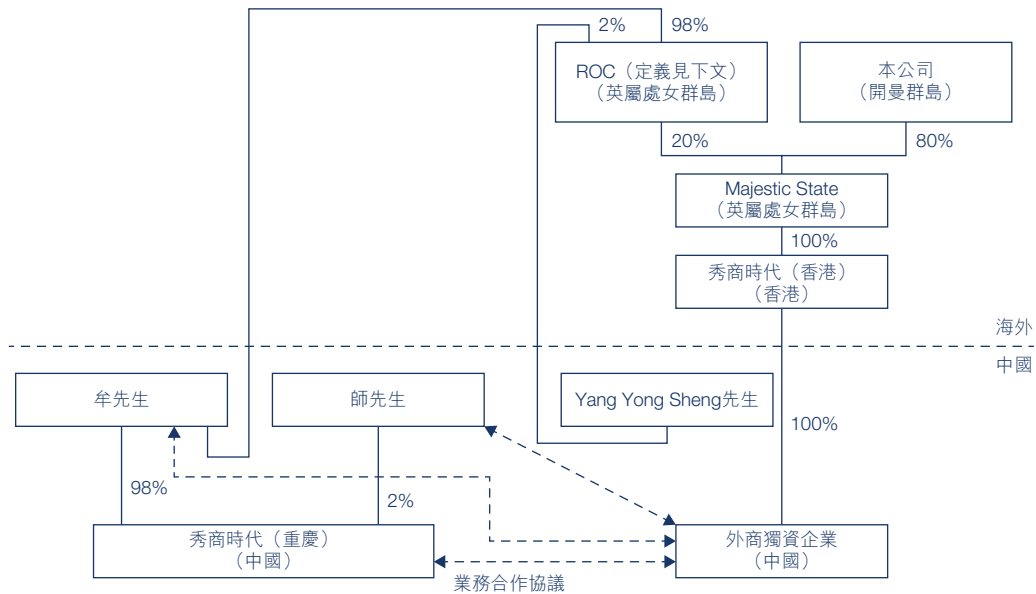 2%
98%
ROC（定義見下文）
（英屬處女群島）
本公司
（開曼群島）
20%
80%
Majestic State
（英屬處女群島）
100%
秀商時代（香港）
（香港）
海外
中國
牟先生
師先生
Yang Yong Sheng先生
100%
98%
2%
秀商時代（重慶）
（中國）
外商獨資企業
（中國）
業務合作協議